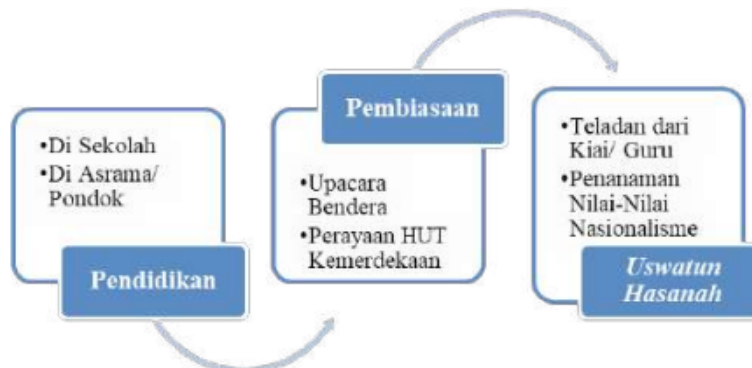 •Di Sekolah
•Di Asrama/
Pondok
Pendidikan
Pembiasaan
•Upacara
Bendera
•Perayaan HUT
Kemerdekaan
•Teladan dari
Kiai/ Guru
•Penanaman
Nilai-Nilai
Nasionalisme
Uswatun
Hasanah